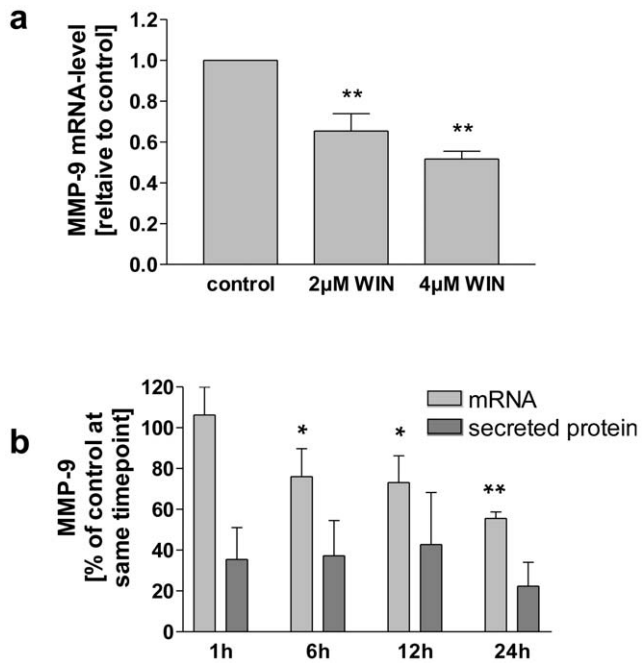 a
MMP-9 mRNA-level
[reltaive to control]
1.2
1.0
0.8
0.6
0.4
0.2
0.0
**
**
control 2µM WIN 4µM WIN
b
MMP-9
[% of control at
same timepoint]
120
100
80
60
40
20
0
mRNA
secreted protein
*
*
**
1h 6h 12h 24h